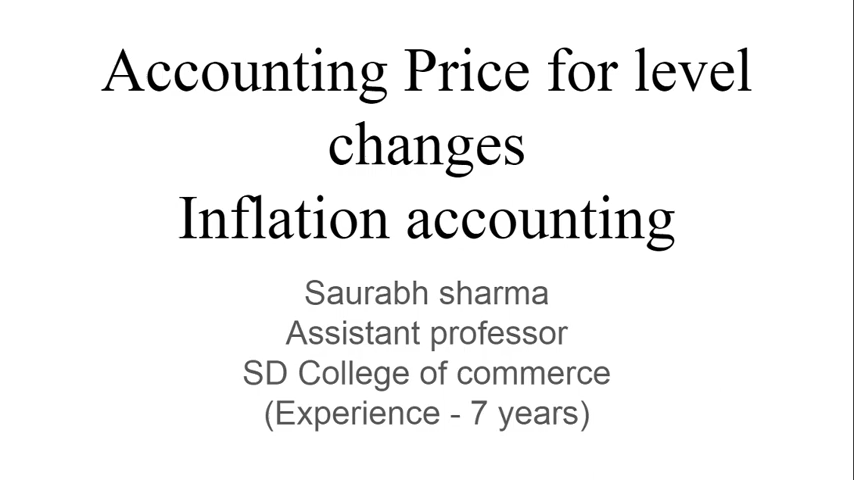 Accounting Price for level
changes
Inflation accounting
Saurabh sharma
Assistant professor
SD College of commerce
(Experience - 7 years)